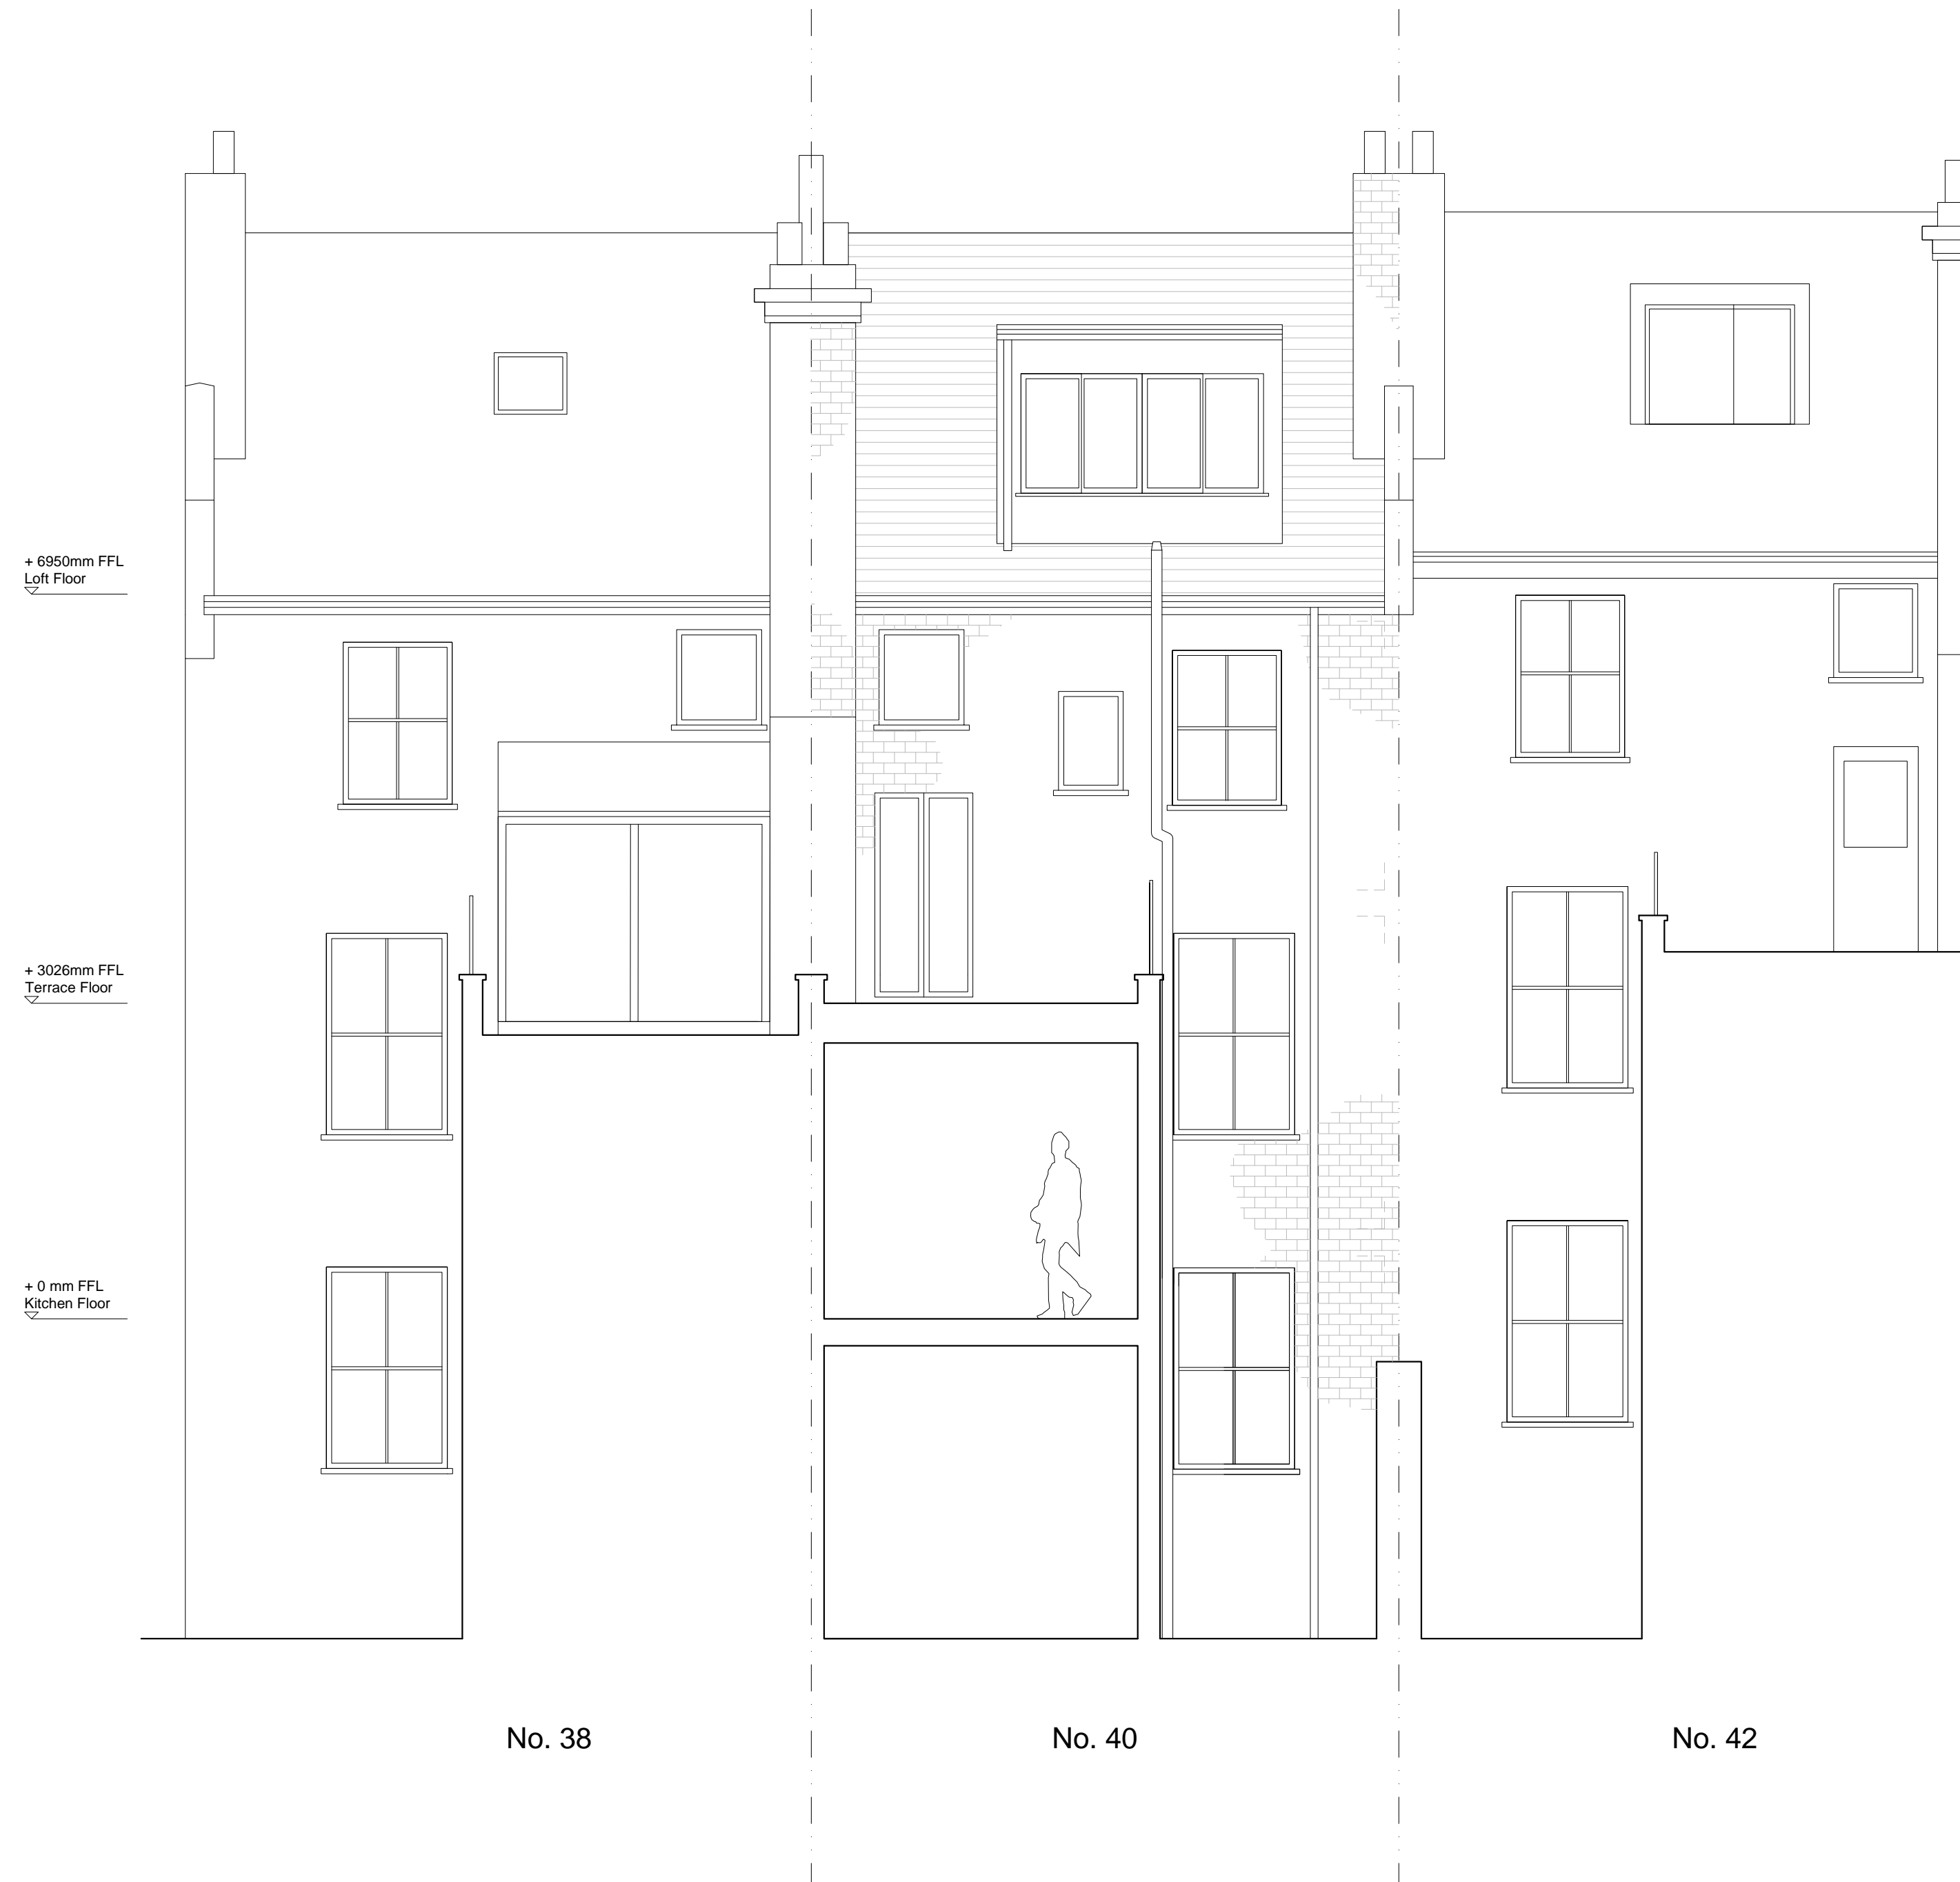 + 6950mm FFL
Loft Floor
+ 3026mm FFL
Terrace Floor
+ 0 mm FFL
Kitchen Floor
No. 38
No. 40
No. 42